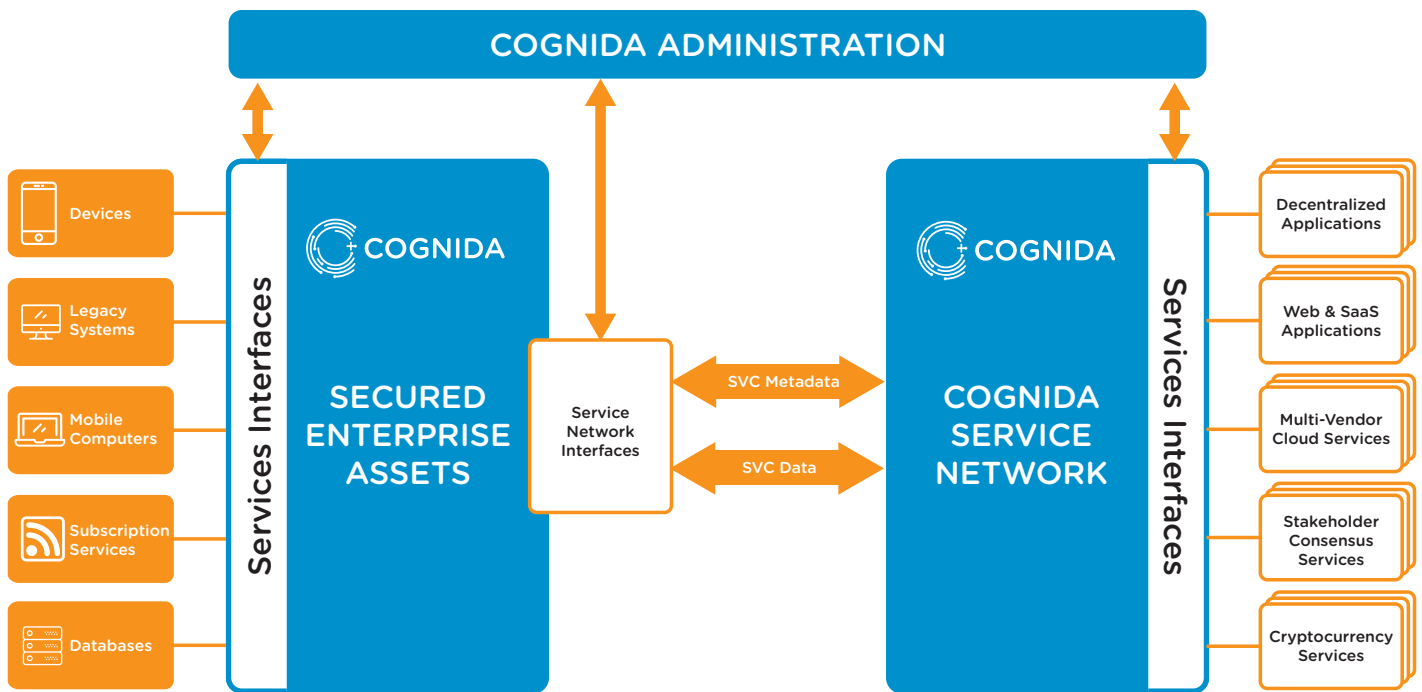 COGNIDA ADMINISTRATION
Devices
Legacy
Systems
Mobile
Computers
Subscription
Services
Databases
Services Interfaces
COGNIDA
SECURED
ENTERPRISE
ASSETS
Service
Network
Interfaces
SVC Metadata
SVC Data
COGNIDA
COGNIDA
SERVICE
NETWORK
Services Interfaces
Decentralized
Applications
Web & SaaS
Applications
Multi-Vendor
Cloud Services
Stakeholder
Consensus
Services
Cryptocurrency
Services